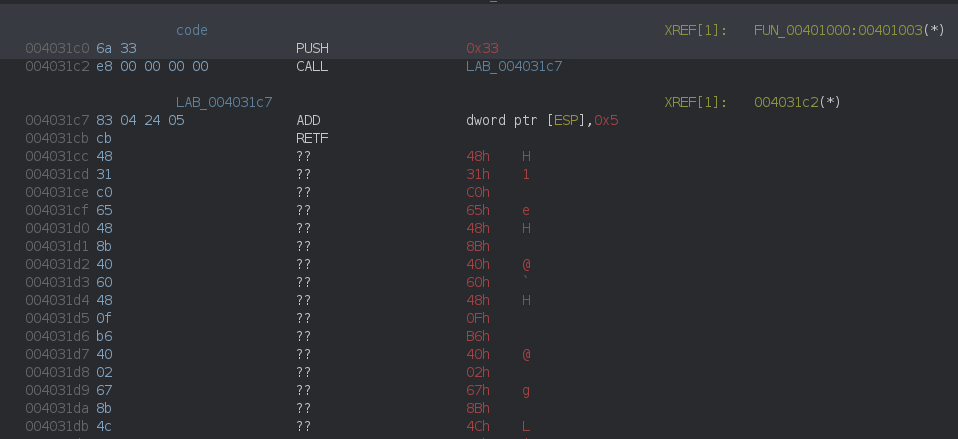 code XREF[1]: FUN_00401000:00401003(*)
004031c0 6a 33 PUSH 0x33
004031c2 e8 00 00 00 00 CALL LAB_004031c7
LAB_004031c7 XREF[1]: 004031c2(*)
004031c7 83 04 24 05 ADD dword ptr [ESP],0x5
004031cb cb RETF
004031cc 48 ?? 48h H
004031cd 31 ?? 31h 1
004031ce c0 ?? C0h
004031cf 65 ?? 65h e
004031d0 48 ?? 48h H
004031d1 8b ?? 8Bh
004031d2 40 ?? 40h @
004031d3 60 ?? 60h `
004031d4 48 ?? 48h H
004031d5 0f ?? 0Fh
004031d6 b6 ?? B6h
004031d7 40 ?? 40h @
004031d8 02 ?? 02h
004031d9 67 ?? 67h g
004031da 8b ?? 8Bh
004031db 4c ?? 4Ch L